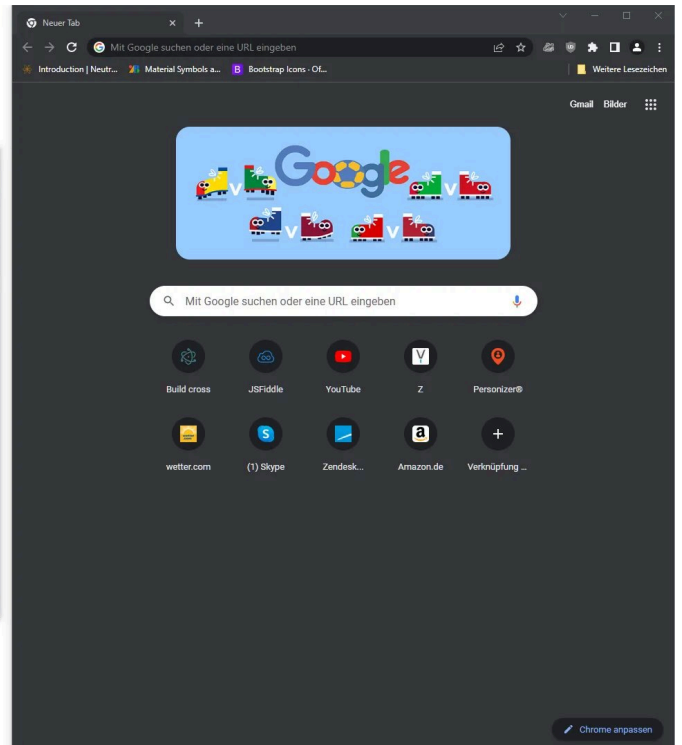 Neuer Tab
Mit Google suchen oder eine URL eingeben
Introduction | Neutr...
Material Symbols a...
B Bootstrap Icons · Of...
Weitere Lesezeichen
Gmail Bilder
Google
V V
V V
Mit Google suchen oder eine URL eingeben
Build cross JSFiddle YouTube Z Personizer®
wetter.com (1) Skype Zendesk... Amazon.de Verknüpfung ...
Chrome anpassen